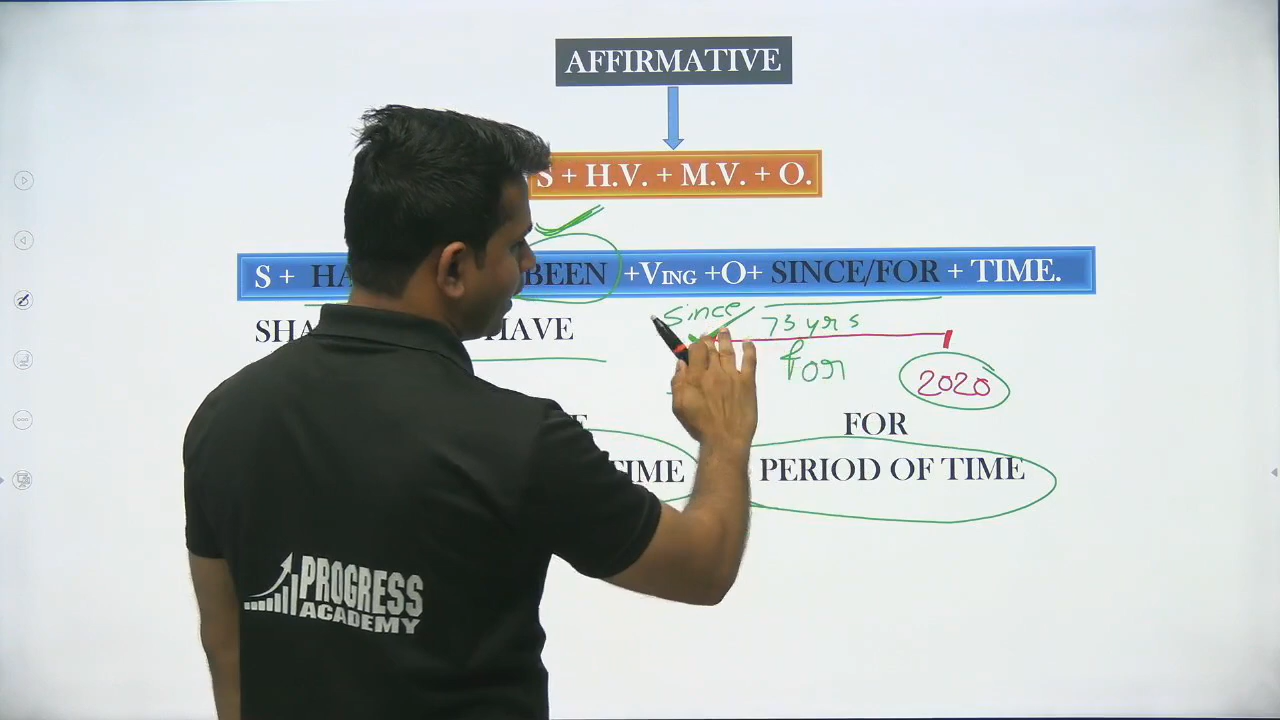 AFFIRMATIVE
S + H.V. + M.V. + O.
S + HA BEEN +VING +O+ SINCE/FOR + TIME.
since 73 yrs
SHA HAVE
for
2020
FOR
TIME PERIOD OF TIME
PROGRESS
ACADEMY